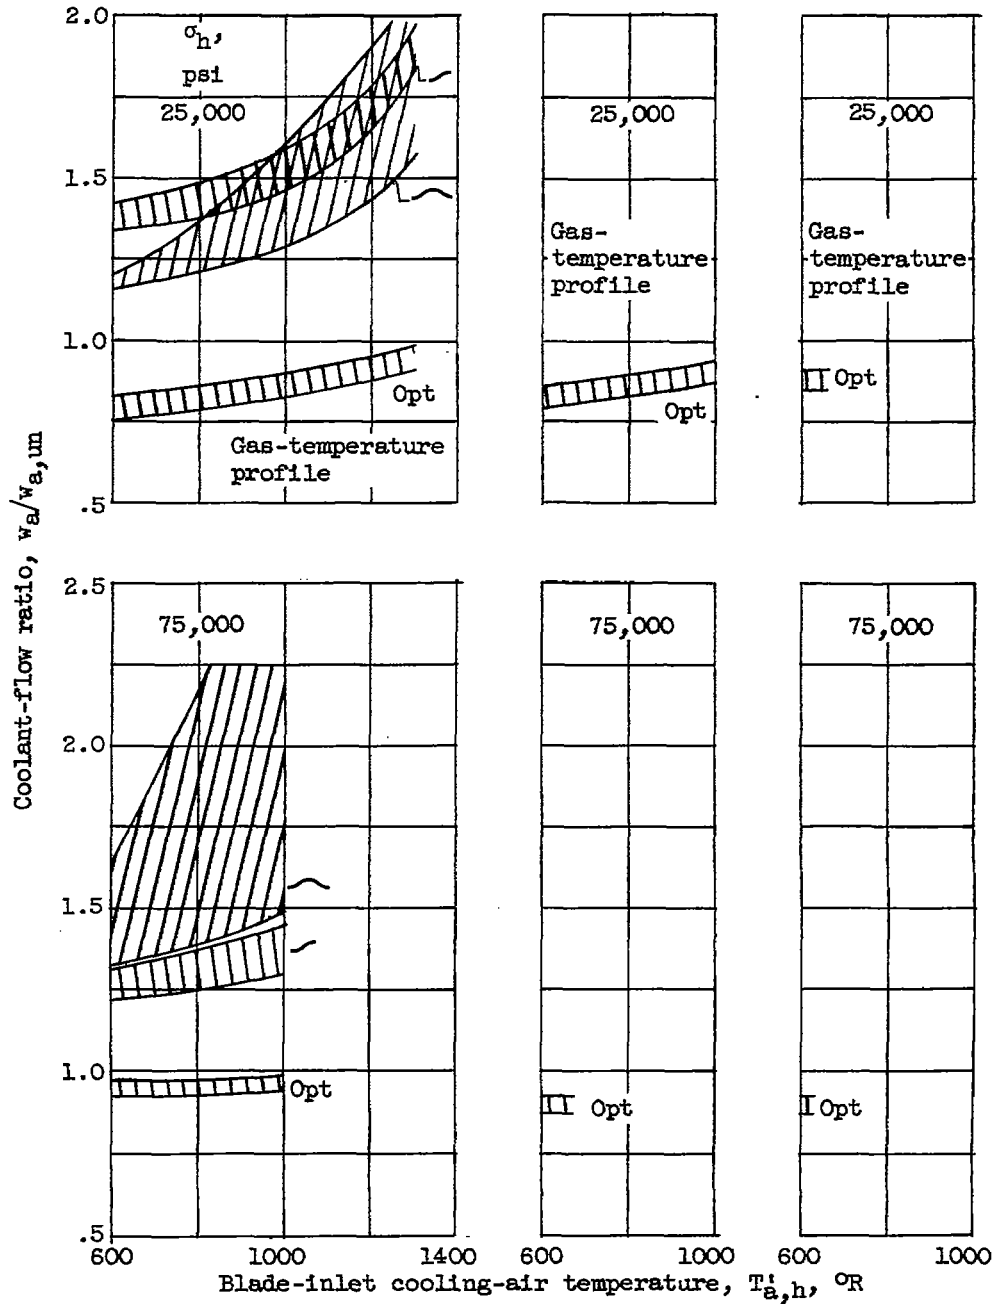 2.0
σh,
psi
25,000
25,000
25,000
1.5
Gas-
temperature
profile
Gas-
temperature
profile
1.0
Opt
Opt
Opt
Gas-temperature
profile
.5
Coolant-flow ratio, wa/wa,un
2.5
75,000
75,000
75,000
2.0
1.5
1.0
Opt
Opt
Opt
.5
600
1000
1400
600
1000
600
1000
Blade-inlet cooling-air temperature, T'a,h, °R